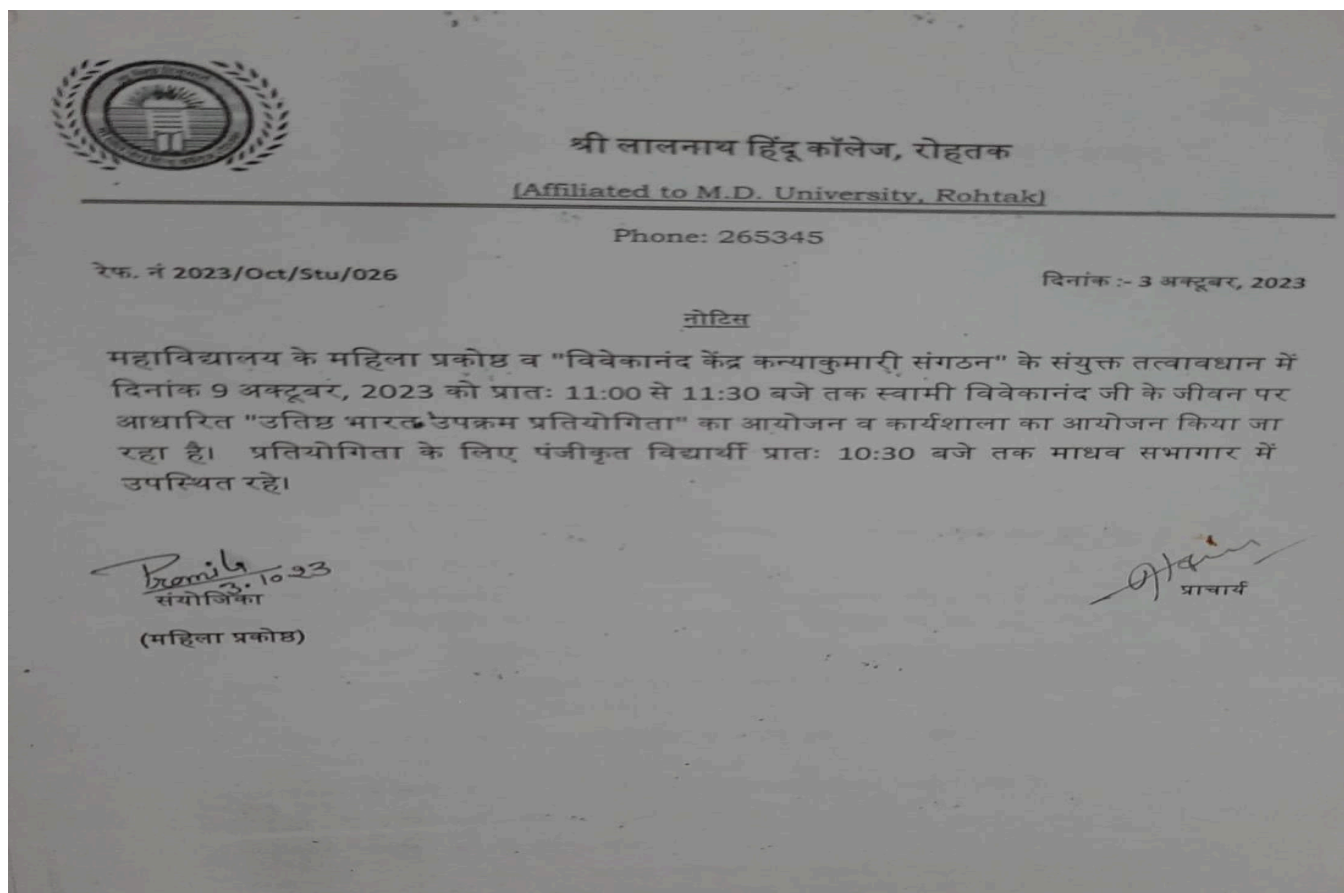 श्री लालनाथ हिंदू कॉलेज, रोहतक
(Affiliated to M.D. University, Rohtak)
Phone: 265345
रेफ. नं 2023/Oct/Stu/026
दिनांक :- 3 अक्टूबर, 2023
नोटिस
महाविद्यालय के महिला प्रकोष्ठ व "विवेकानंद केंद्र कन्याकुमारी संगठन" के संयुक्त तत्वावधान में
दिनांक 9 अक्टूबर, 2023 को प्रातः 11:00 से 11:30 बजे तक स्वामी विवेकानंद जी के जीवन पर
आधारित "उतिष्ठ भारत उपक्रम प्रतियोगिता" का आयोजन व कार्यशाला का आयोजन किया जा
रहा है। प्रतियोगिता के लिए पंजीकृत विद्यार्थी प्रातः 10:30 बजे तक माधव सभागार में
उपस्थित रहे।
3.10.23
संयोजिका
प्राचार्य
(महिला प्रकोष्ठ)